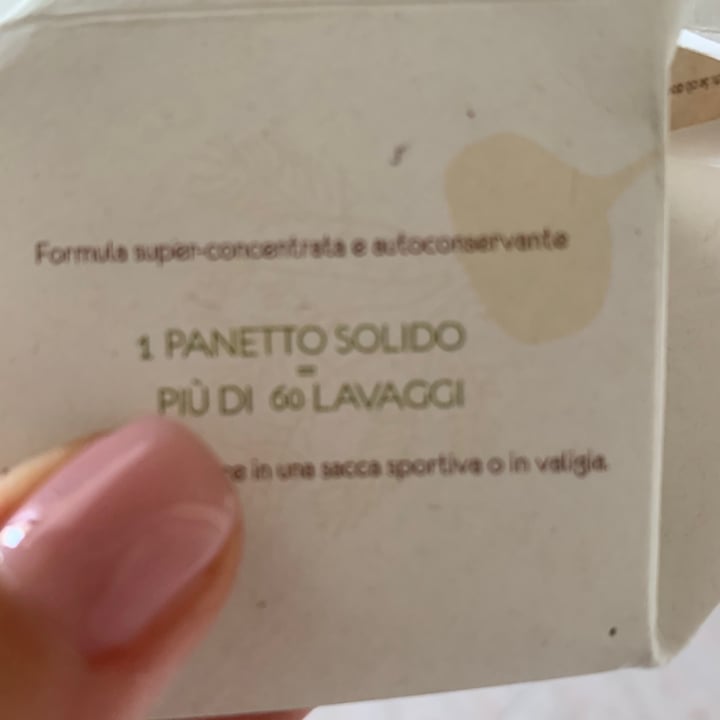 Formula super-concentrata e autoconservante
1 PANETTO SOLIDO
=
PIÙ DI 60 LAVAGGI
in una sacca sportiva o in valigia.